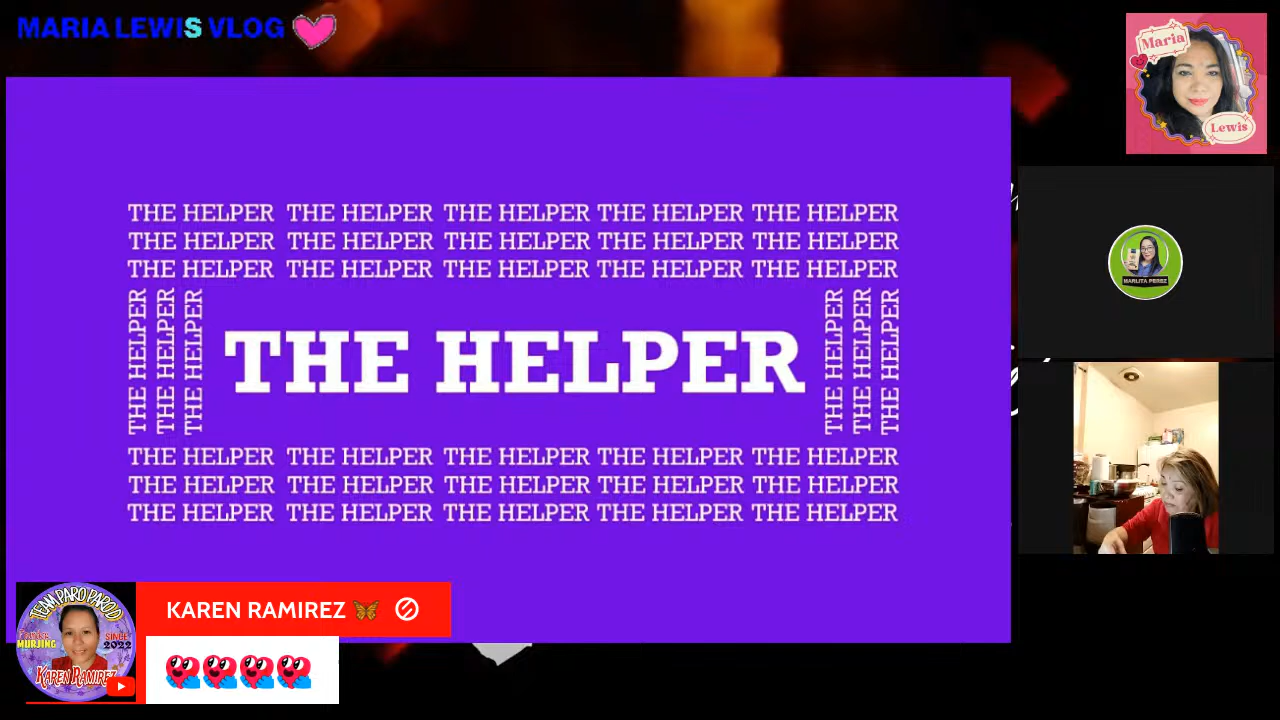 MARIA LEWIS VLOG
Maria
Lewis
THE HELPER THE HELPER THE HELPER THE HELPER THE HELPER
THE HELPER THE HELPER THE HELPER THE HELPER THE HELPER
THE HELPER THE HELPER THE HELPER THE HELPER THE HELPER
THE HELPER
THE HELPER
THE HELPER
THE HELPER
THE HELPER
THE HELPER
THE HELPER
THE HELPER THE HELPER THE HELPER THE HELPER THE HELPER
THE HELPER THE HELPER THE HELPER THE HELPER THE HELPER
THE HELPER THE HELPER THE HELPER THE HELPER THE HELPER
MARLITA PEREZ
TEAM PARO PARO
MURJING
SINCE
2022
KAREN RAMIREZ
KAREN RAMIREZ